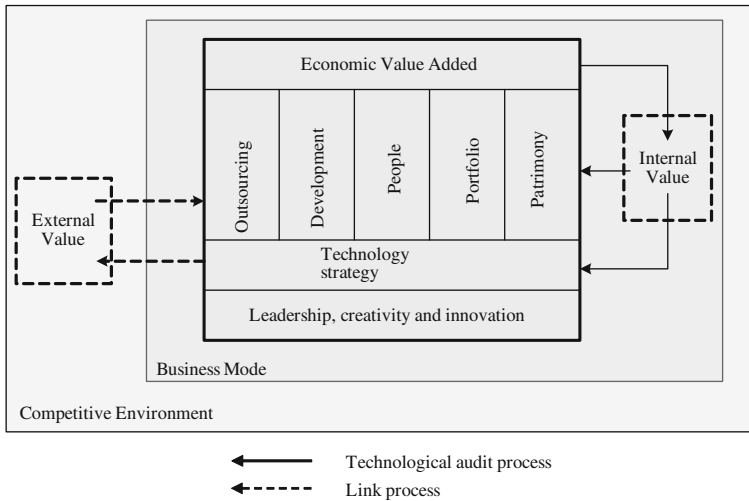 Economic Value Added
Outsourcing
Development
People
Portfolio
Patrimony
Internal
Value
External
Value
Technology
strategy
Leadership, creativity and innovation
Business Mode
Competitive Environment
Technological audit process
Link process